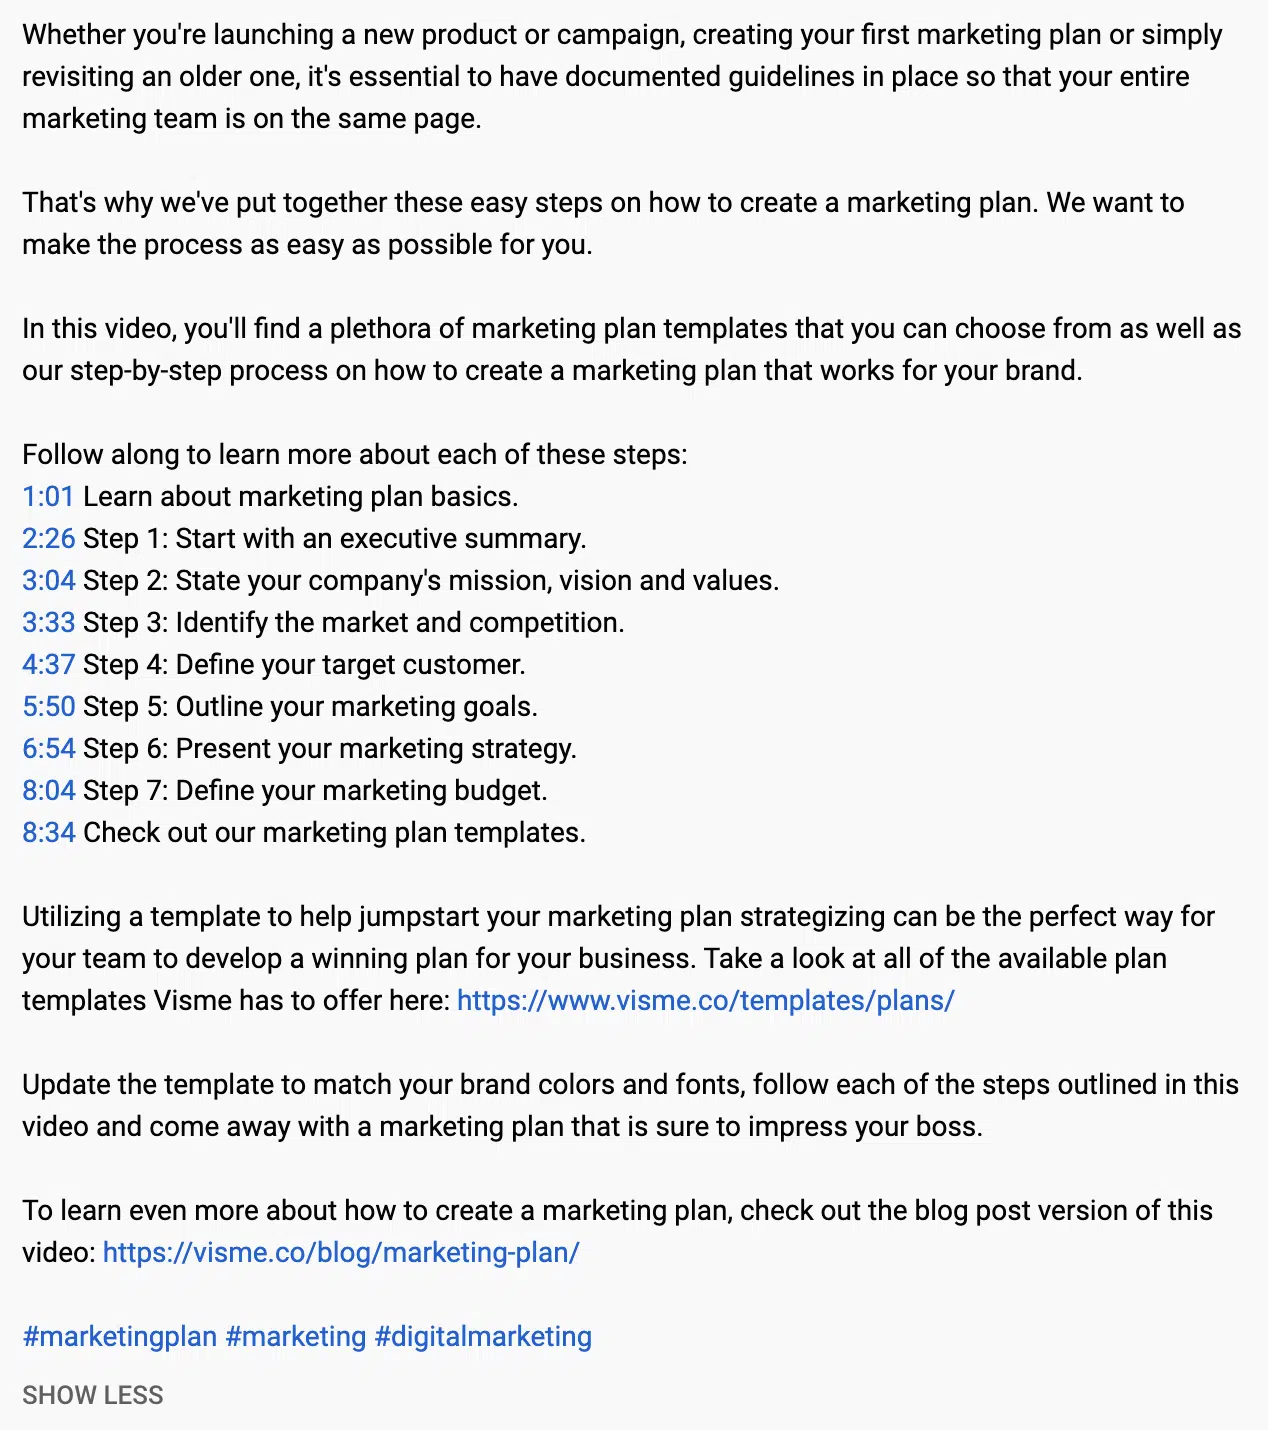 Whether you're launching a new product or campaign, creating your first marketing plan or simply
revisiting an older one, it's essential to have documented guidelines in place so that your entire
marketing team is on the same page.
That's why we've put together these easy steps on how to create a marketing plan. We want to
make the process as easy as possible for you.
In this video, you'll find a plethora of marketing plan templates that you can choose from as well as
our step-by-step process on how to create a marketing plan that works for your brand.
Follow along to learn more about each of these steps:
1:01 Learn about marketing plan basics.
2:26 Step 1: Start with an executive summary.
3:04 Step 2: State your company's mission, vision and values.
3:33 Step 3: Identify the market and competition.
4:37 Step 4: Define your target customer.
5:50 Step 5: Outline your marketing goals.
6:54 Step 6: Present your marketing strategy.
8:04 Step 7: Define your marketing budget.
8:34 Check out our marketing plan templates.
Utilizing a template to help jumpstart your marketing plan strategizing can be the perfect way for
your team to develop a winning plan for your business. Take a look at all of the available plan
templates Visme has to offer here: https://www.visme.co/templates/plans/
Update the template to match your brand colors and fonts, follow each of the steps outlined in this
video and come away with a marketing plan that is sure to impress your boss.
To learn even more about how to create a marketing plan, check out the blog post version of this
video: https://visme.co/blog/marketing-plan/
#marketingplan #marketing #digitalmarketing
SHOW LESS